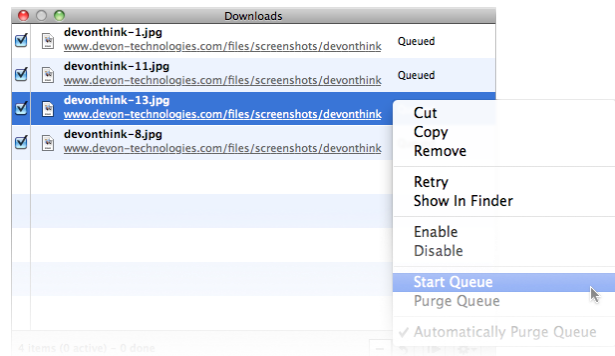 Downloads
devonthink-1.jpg
www.devon-technologies.com/files/screenshots/devonthink
Queued
devonthink-11.jpg
www.devon-technologies.com/files/screenshots/devonthink
Queued
devonthink-13.jpg
www.devon-technologies.com/files/screenshots/devonthink
devonthink-8.jpg
www.devon-technologies.com/files/screenshots/devonthink
Cut
Copy
Remove
Retry
Show In Finder
Enable
Disable
Start Queue
Purge Queue
✓ Automatically Purge Queue
4 items (0 active) – 0 done